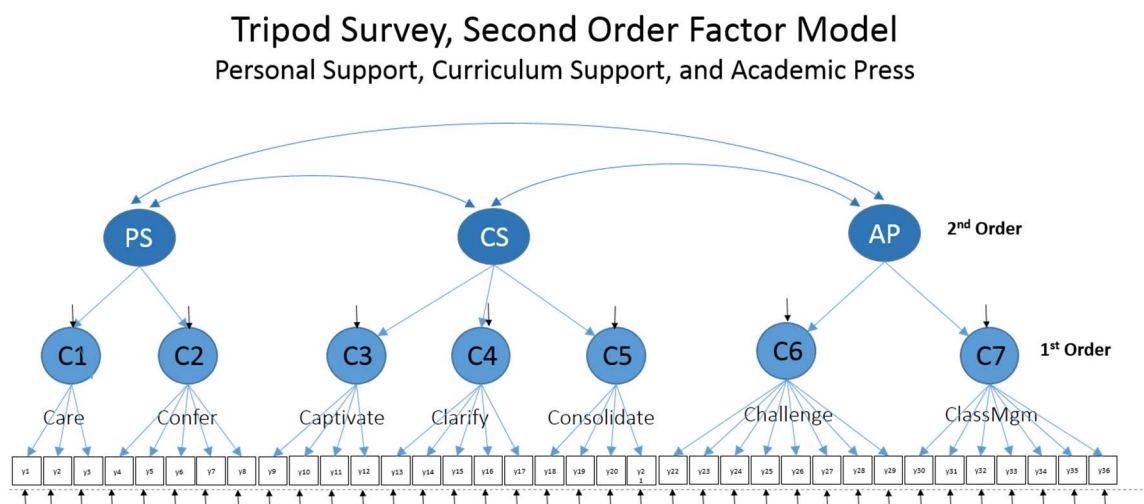 Tripod Survey, Second Order Factor Model
Personal Support, Curriculum Support, and Academic Press
PS CS AP 2nd Order
C1 C2 C3 C4 C5 C6 C7 1st Order
Care Confer Captivate Clarify Consolidate Challenge ClassMgm
y1 y2 y3 y4 y5 y6 y7 y8 y9 y10 y11 y12 y13 y14 y15 y16 y17 y18 y19 y20 y21 y22 y23 y24 y25 y26 y27 y28 y29 y30 y31 y32 y33 y34 y35 y36